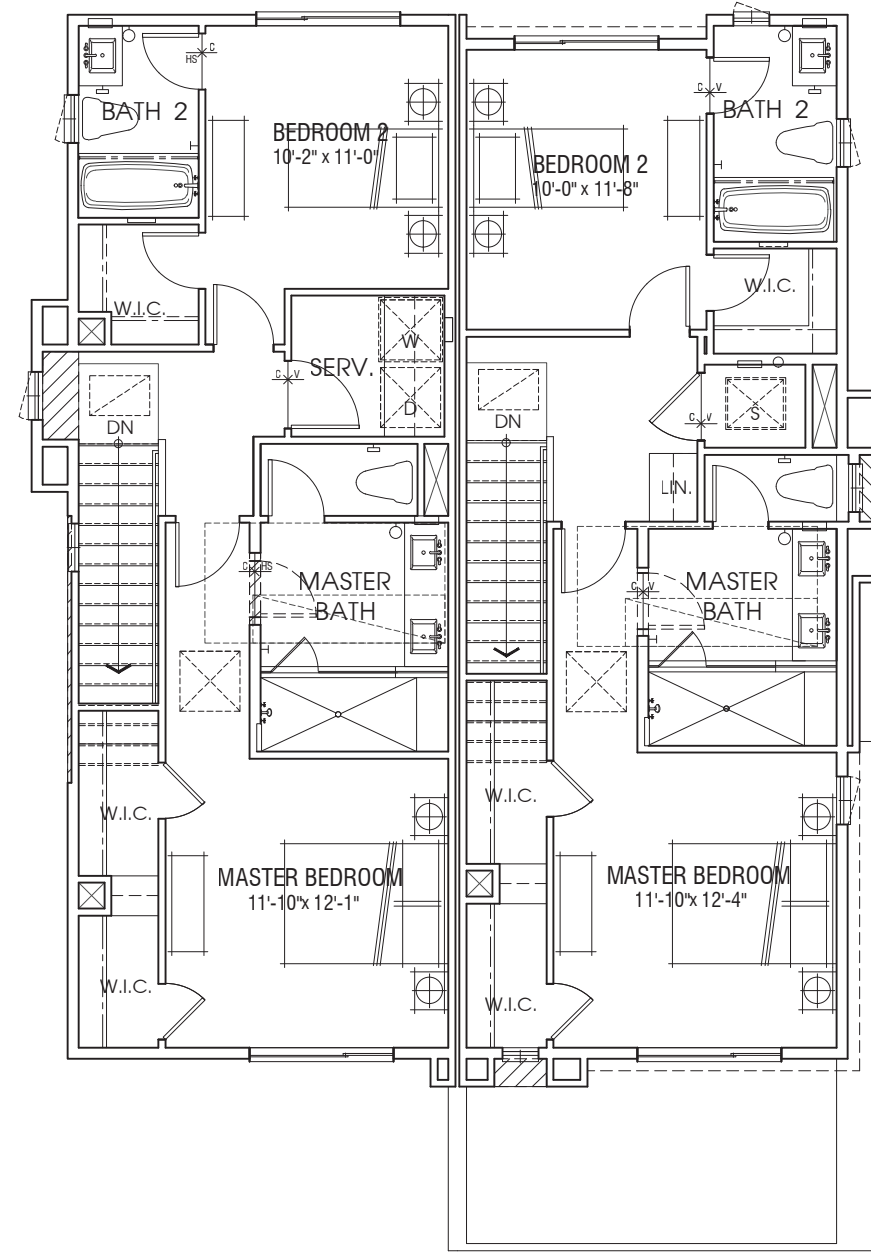 C
HS
BATH 2
BEDROOM 2
10'-2" x 11'-0"
W.I.C.
SERV.
W
D
C V
DN
C HS
MASTER
BATH
W.I.C.
MASTER BEDROOM
11'-10"x 12'-1"
W.I.C.
C V
BATH 2
BEDROOM 2
10'-0" x 11'-8"
W.I.C.
DN
C V
S
LIN.
C V
MASTER
BATH
W.I.C.
MASTER BEDROOM
11'-10"x 12'-4"
W.I.C.